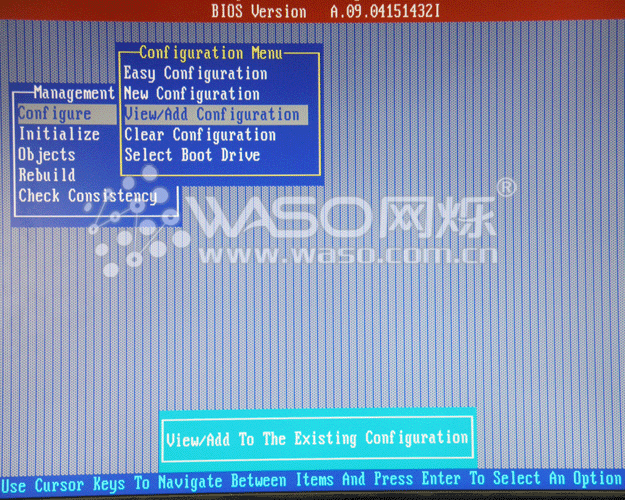 BIOS Version A.09.04151432I
Configuration Menu
Easy Configuration
New Configuration
View/Add Configuration
Clear Configuration
Select Boot Drive
Management
Configure
Initialize
Objects
Rebuild
Check Consistency
WASO网烁®
www.waso.com.cn
View/Add To The Existing Configuration
Use Cursor Keys To Navigate Between Items And Press Enter To Select An Option